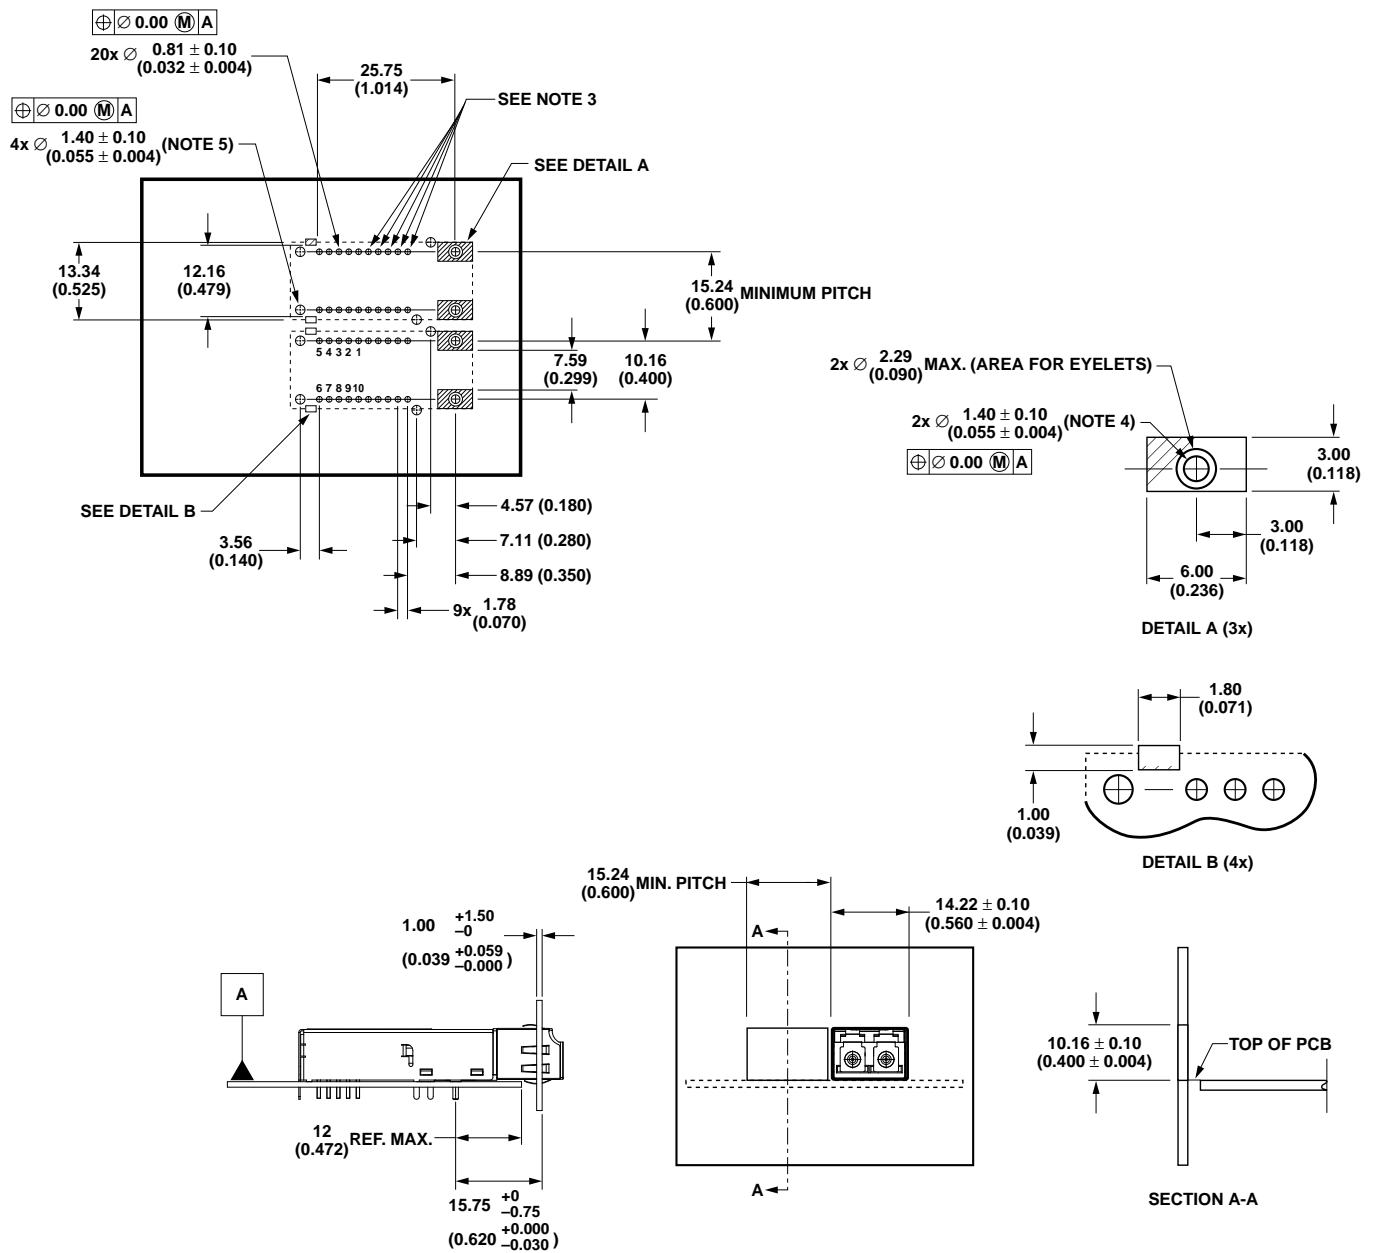 ⌖ ∅ 0.00 Ⓜ A
20x ∅ 0.81 ± 0.10
(0.032 ± 0.004)
25.75
(1.014)
SEE NOTE 3
⌖ ∅ 0.00 Ⓜ A
4x ∅ 1.40 ± 0.10 (NOTE 5)
(0.055 ± 0.004)
SEE DETAIL A
13.34
(0.525)
12.16
(0.479)
15.24
(0.600) MINIMUM PITCH
5 4 3 2 1
7.59
(0.299)
10.16
(0.400)
6 7 8 9 10
2x ∅ 2.29 MAX. (AREA FOR EYELETS)
(0.090)
2x ∅ 1.40 ± 0.10 (NOTE 4)
(0.055 ± 0.004)
⌖ ∅ 0.00 Ⓜ A
3.00
(0.118)
3.00
(0.118)
6.00
(0.236)
DETAIL A (3x)
SEE DETAIL B
4.57 (0.180)
3.56
(0.140)
7.11 (0.280)
8.89 (0.350)
9x 1.78
(0.070)
1.80
(0.071)
1.00
(0.039)
DETAIL B (4x)
15.24
(0.600) MIN. PITCH
14.22 ± 0.10
(0.560 ± 0.004)
1.00 +1.50
–0
(0.039 +0.059
–0.000 )
A
A
10.16 ± 0.10
(0.400 ± 0.004)
TOP OF PCB
12
(0.472) REF. MAX.
15.75 +0
–0.75
(0.620 +0.000
–0.030 )
A
SECTION A-A